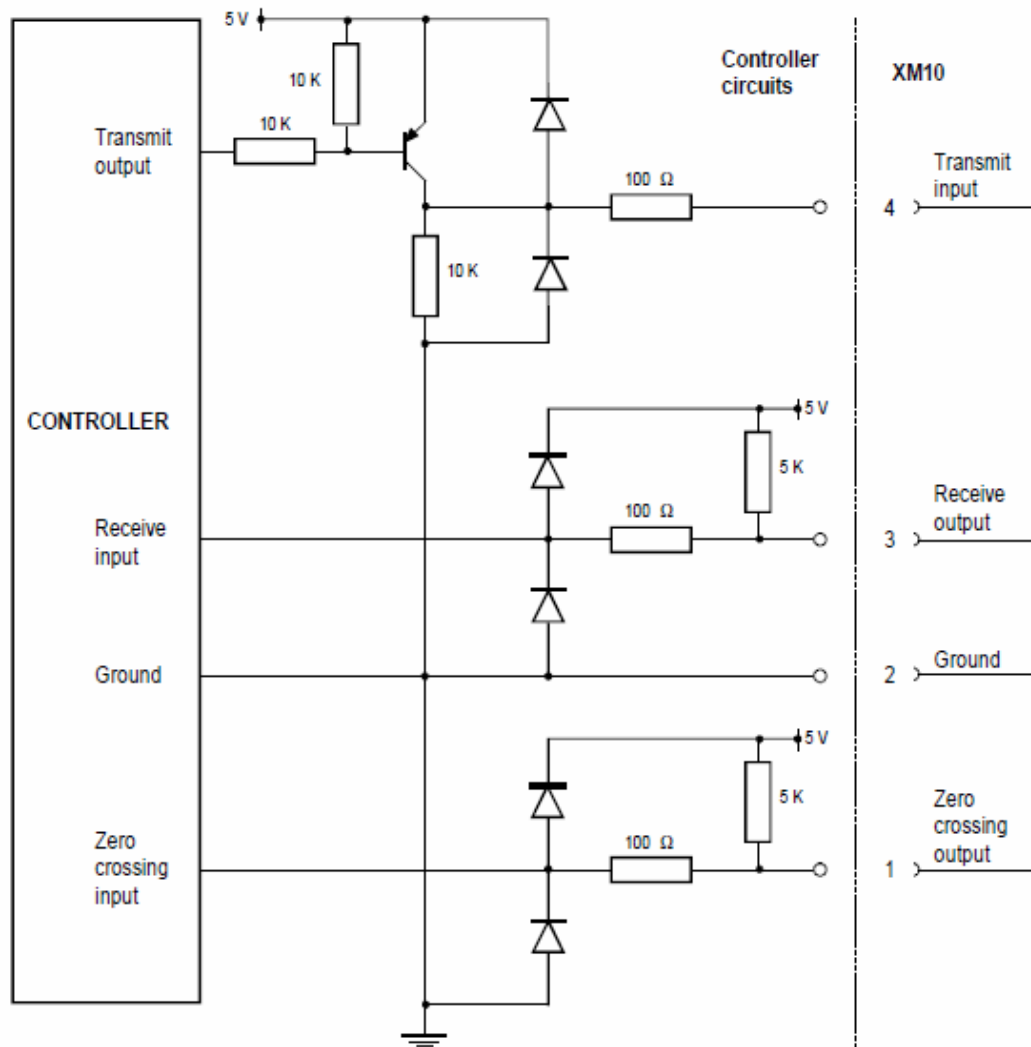 5 V
10 K
Controller
circuits
XM10
Transmit
output
10 K
100 Ω
4
Transmit
input
10 K
CONTROLLER
5 V
5 K
Receive
input
100 Ω
3
Receive
output
Ground
2
Ground
5 V
5 K
Zero
crossing
input
100 Ω
1
Zero
crossing
output